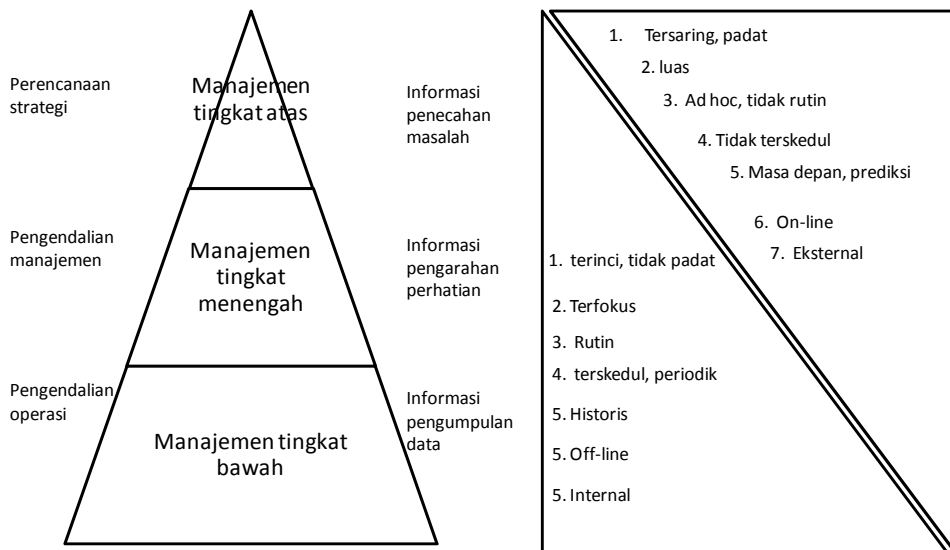 Perencanaan
strategi
Manajemen
tingkat atas
Informasi
penecahan
masalah
Pengendalian
manajemen
Manajemen
tingkat
menengah
Informasi
pengarahan
perhatian
Pengendalian
operasi
Manajemen tingkat
bawah
Informasi
pengumpulan
data
1. Tersaring, padat
2. luas
3. Ad hoc, tidak rutin
4. Tidak terskedul
5. Masa depan, prediksi
6. On-line
7. Eksternal
1. terinci, tidak padat
2. Terfokus
3. Rutin
4. terskedul, periodik
5. Historis
5. Off-line
5. Internal